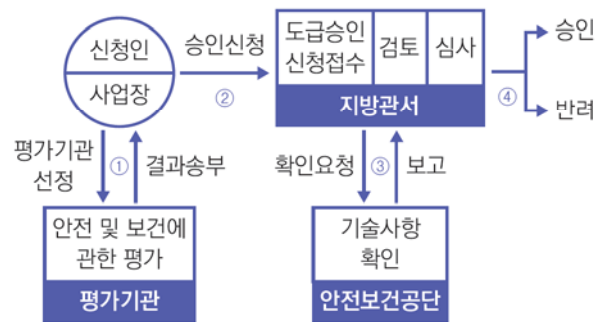 신청인
사업장
승인신청
②
도급승인
신청접수
검토
심사
지방관서
④
승인
반려
평가기관
선정
①
결과송부
확인요청
③
보고
안전 및 보건에
관한 평가
평가기관
기술사항
확인
안전보건공단